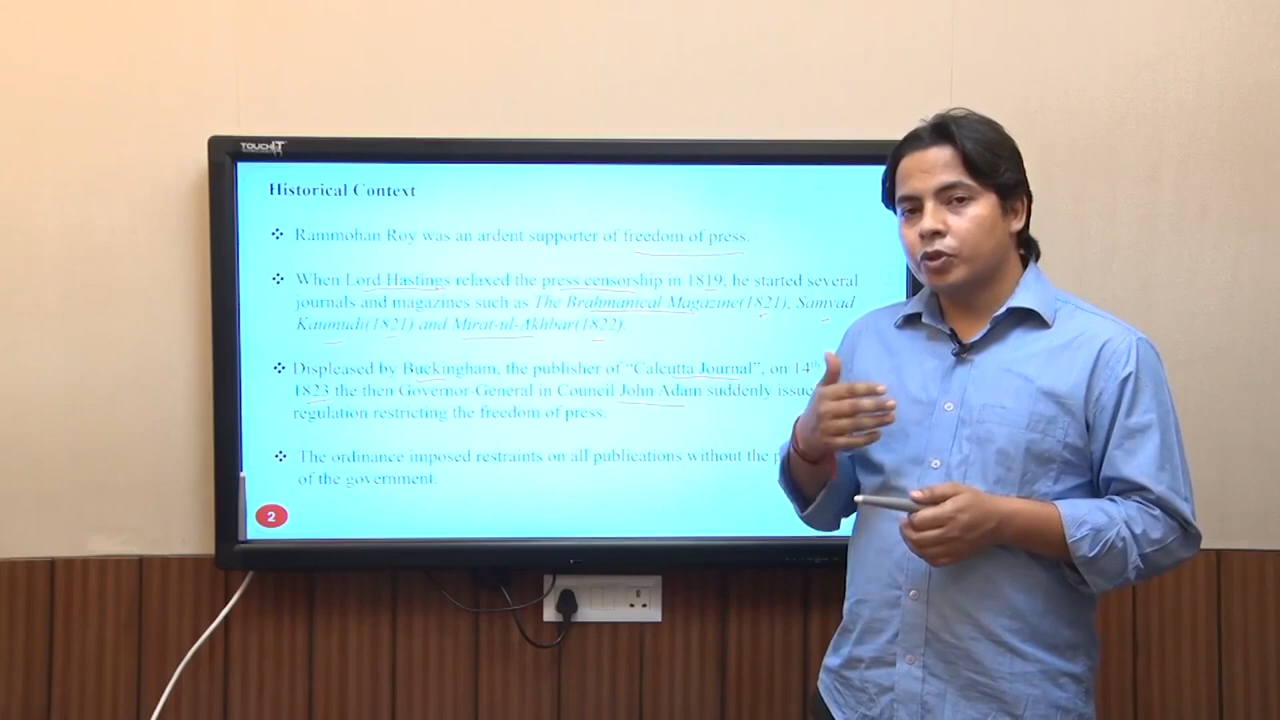 TOUCHIT
Historical Context
❖ Rammohan Roy was an ardent supporter of freedom of press.
❖ When Lord Hastings relaxed the press censorship in 1819, he started several
journals and magazines such as The Brahmanical Magazine(1821), Samvad
Kaumudi(1821) and Mirat-ul-Akhbar(1822).
❖ Displeased by Buckingham, the publisher of “Calcutta Journal”, on 14th
1823 the then Governor-General in Council John Adam suddenly
regulation restricting the freedom of press.
❖ The ordinance imposed restraints on all publications without the
of the government.
2